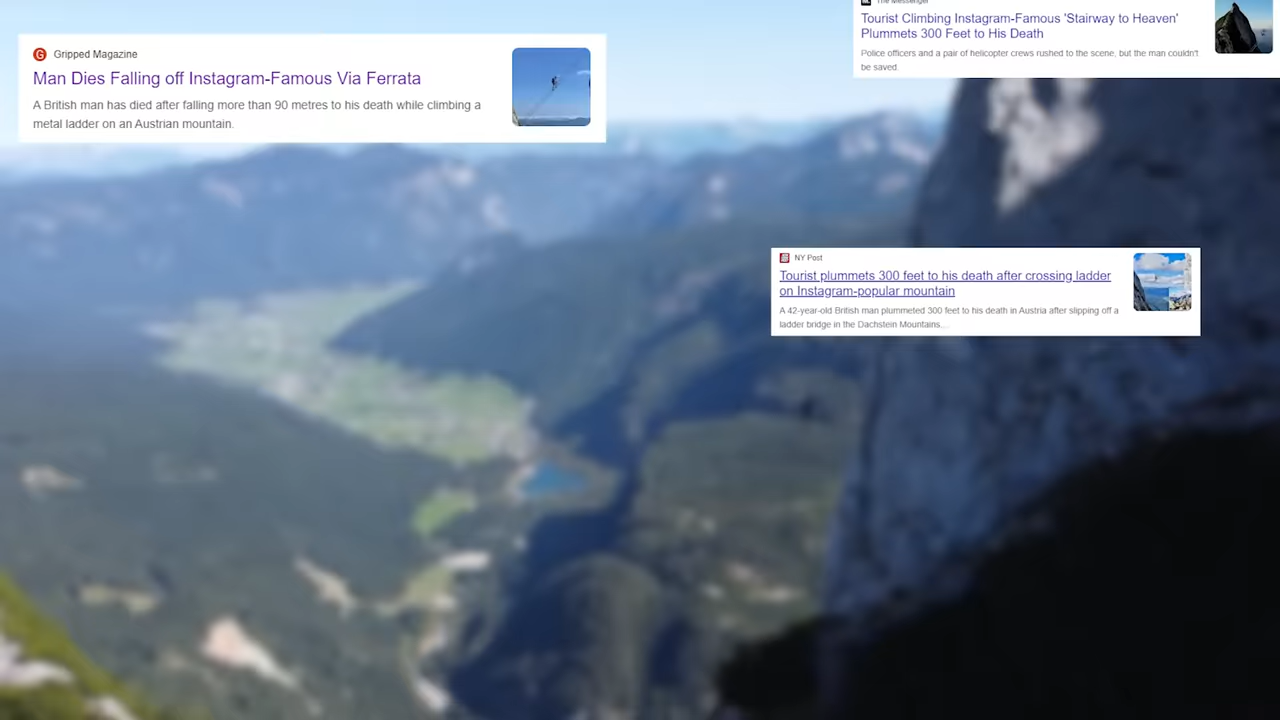 The Messenger
Tourist Climbing Instagram-Famous 'Stairway to Heaven'
Plummets 300 Feet to His Death
Police officers and a pair of helicopter crews rushed to the scene, but the man couldn't
be saved.
G
Gripped Magazine
Man Dies Falling off Instagram-Famous Via Ferrata
A British man has died after falling more than 90 metres to his death while climbing a
metal ladder on an Austrian mountain.
NY Post
Tourist plummets 300 feet to his death after crossing ladder
on Instagram-popular mountain
A 42-year-old British man plummeted 300 feet to his death in Austria after slipping off a
ladder bridge in the Dachstein Mountains,...